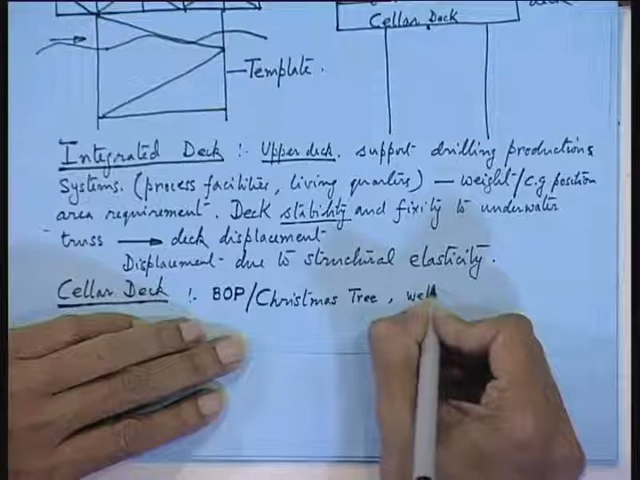 Cellar Deck
Template.
Integrated Deck :- Upper deck. support drilling productions
Systems. (process facilities, living quarters) — weight/C.g position
area requirement. Deck stability and fixity to underwater
truss → deck displacement
Displacement due to structural elasticity.
Cellar Deck :- BOP/Christmas Tree, well